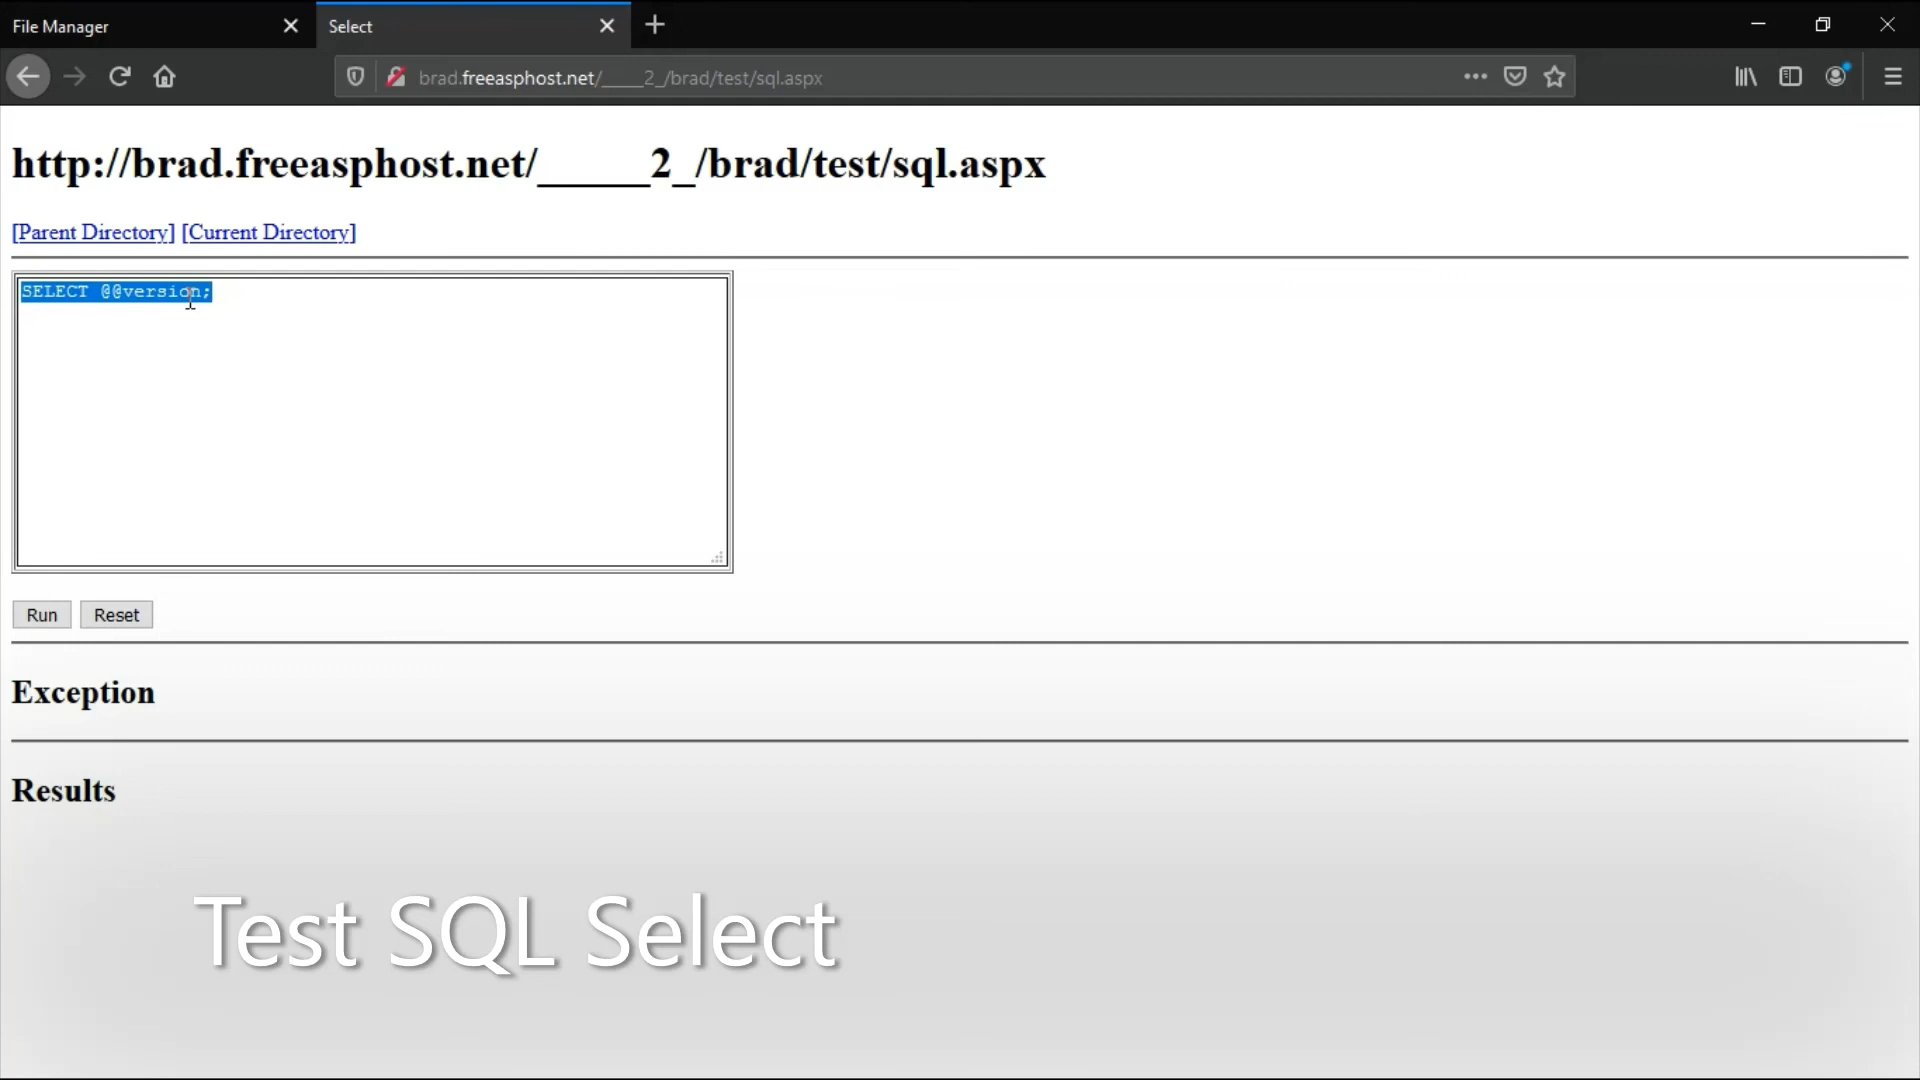 File Manager
Select
brad.freeasphost.net/_____2_/brad/test/sql.aspx
http://brad.freeasphost.net/_____2_/brad/test/sql.aspx
[Parent Directory] [Current Directory]
SELECT @@version;
Run Reset
Exception
Results
Test SQL Select